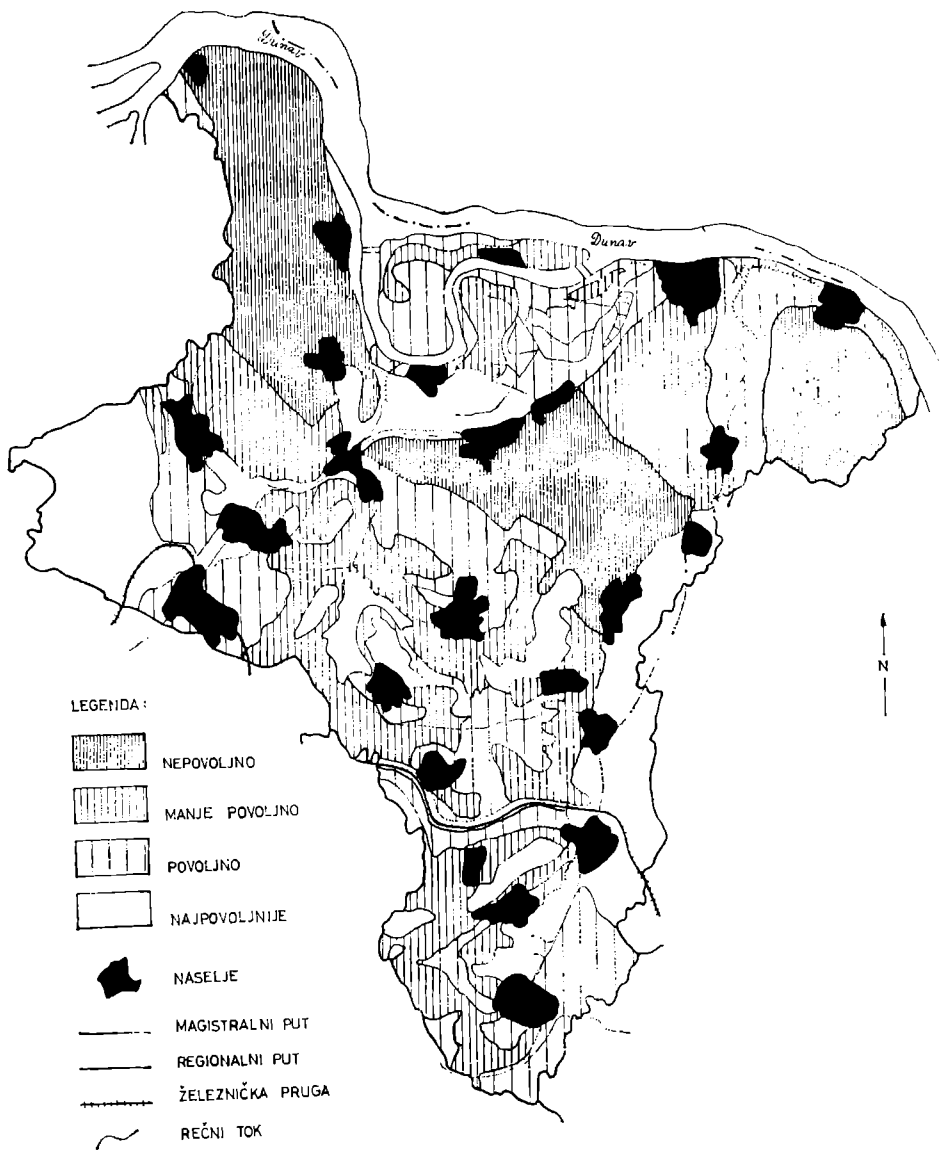 Dunav
Dunav
N
LEGENDA:
NEPOVOLJNO
MANJE POVOLJNO
POVOLJNO
NAJPOVOLJNIJE
NASELJE
MAGISTRALNI PUT
REGIONALNI PUT
ŽELEZNIČKA PRUGA
REČNI TOK